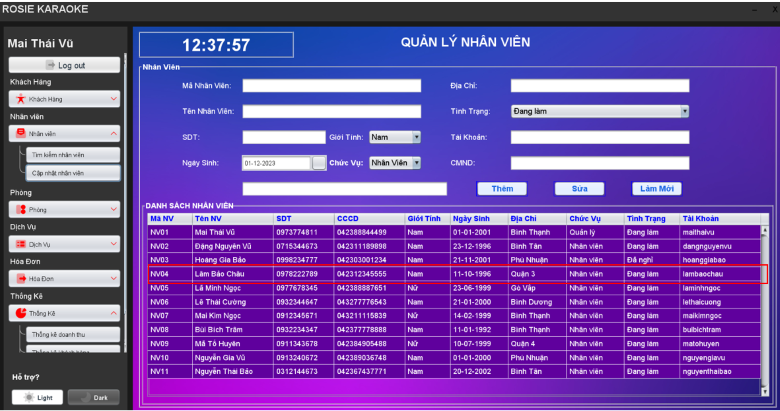 ROSIE KARAOKE
Mai Thái Vũ
Log out
Khách Hàng
Khách Hàng
Nhân viên
Nhân viên
Tìm kiếm nhân viên
Cập nhât nhân viên
Phòng
Phòng
Dịch Vụ
Dịch Vụ
Hóa Đơn
Hóa Đơn
Thống Kê
Thống Kê
Thống kê doanh thu
Hỗ trợ?
Light Dark
12:37:57 QUẢN LÝ NHÂN VIÊN
Nhân Viên
Mã Nhân Viên: Địa Chỉ:
Tên Nhân Viên: Tình Trạng: Đang làm
SDT: Giới Tính: Nam Tài Khoản:
Ngày Sinh: 01-12-2023 Chức Vụ: Nhân Viên CMND:
Thêm Sửa Làm Mới
DANH SÁCH NHÂN VIÊN
Mã NV Tên NV SDT CCCD Giới Tính Ngày Sinh Địa Chỉ Chức Vụ Tình Trạng Tài Khoản
NV01 Mai Thái Vũ 0973774811 042388844499 Nam 01-01-2001 Bình Thạnh Quản lý Đang làm maithaivu
NV02 Đặng Nguyên Vũ 0715344673 042311189898 Nam 23-12-1996 Bình Tân Nhân viên Đang làm dangnguyenvu
NV03 Hoàng Gia Bảo 0998234777 042303001234 Nam 21-11-2001 Phú Nhuận Nhân viên Đã nghỉ hoanggiabao
NV04 Lâm Bảo Châu 0978222789 042312345555 Nam 11-10-1996 Quận 3 Nhân viên Đang làm lambaochau
NV05 Lã Minh Ngọc 0977678345 042388887651 Nữ 23-06-1999 Gò Vấp Nhân viên Đang làm laminhngoc
NV06 Lê Thái Cường 0932344647 043277776543 Nam 21-01-2000 Bình Dương Nhân viên Đang làm lethaicuong
NV07 Mai Kim Ngọc 0912345671 043211115839 Nữ 14-02-1999 Bình Thạnh Nhân viên Đang làm maikimngoc
NV08 Bùi Bích Trâm 0932234347 042377778888 Nam 11-01-1992 Bình Thạnh Nhân viên Đang làm buibichtram
NV09 Mã Tố Huyên 0911343678 042384905488 Nữ 10-07-1999 Quận 4 Nhân viên Đang làm matohuyen
NV10 Nguyễn Gia Vũ 0913240672 042389036748 Nam 01-01-2000 Phú Nhuận Nhân viên Đang làm nguyengiavu
NV11 Nguyễn Thái Bảo 0312144673 042367437771 Nam 20-12-2002 Bình Tân Nhân viên Đang làm nguyenthaibao